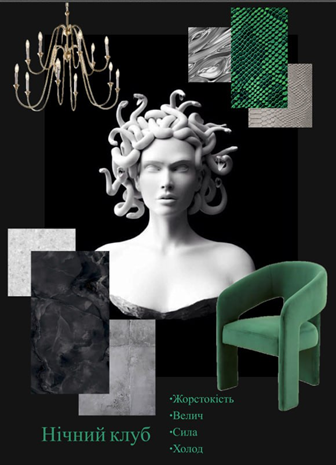 ·Жорстокість
·Велич
Нічний клуб
·Сила
·Холод